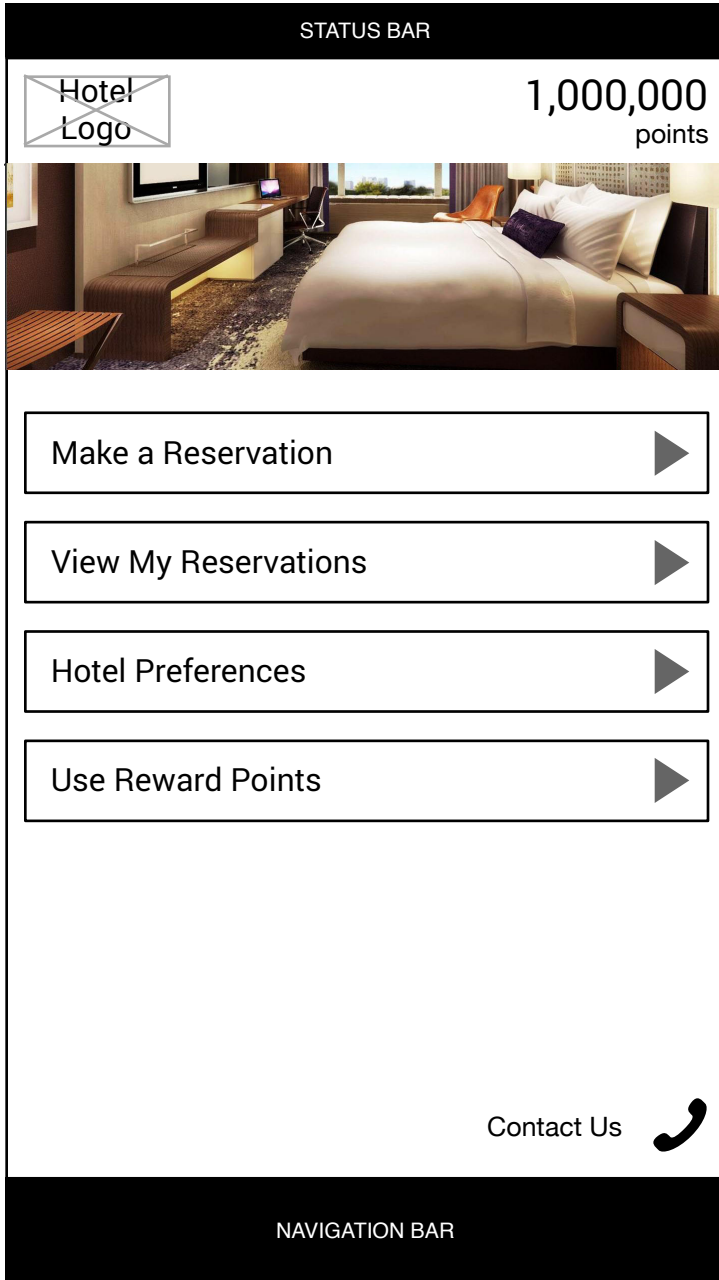 STATUS BAR
Hotel
Logo
1,000,000
points
Make a Reservation
View My Reservations
Hotel Preferences
Use Reward Points
Contact Us
NAVIGATION BAR